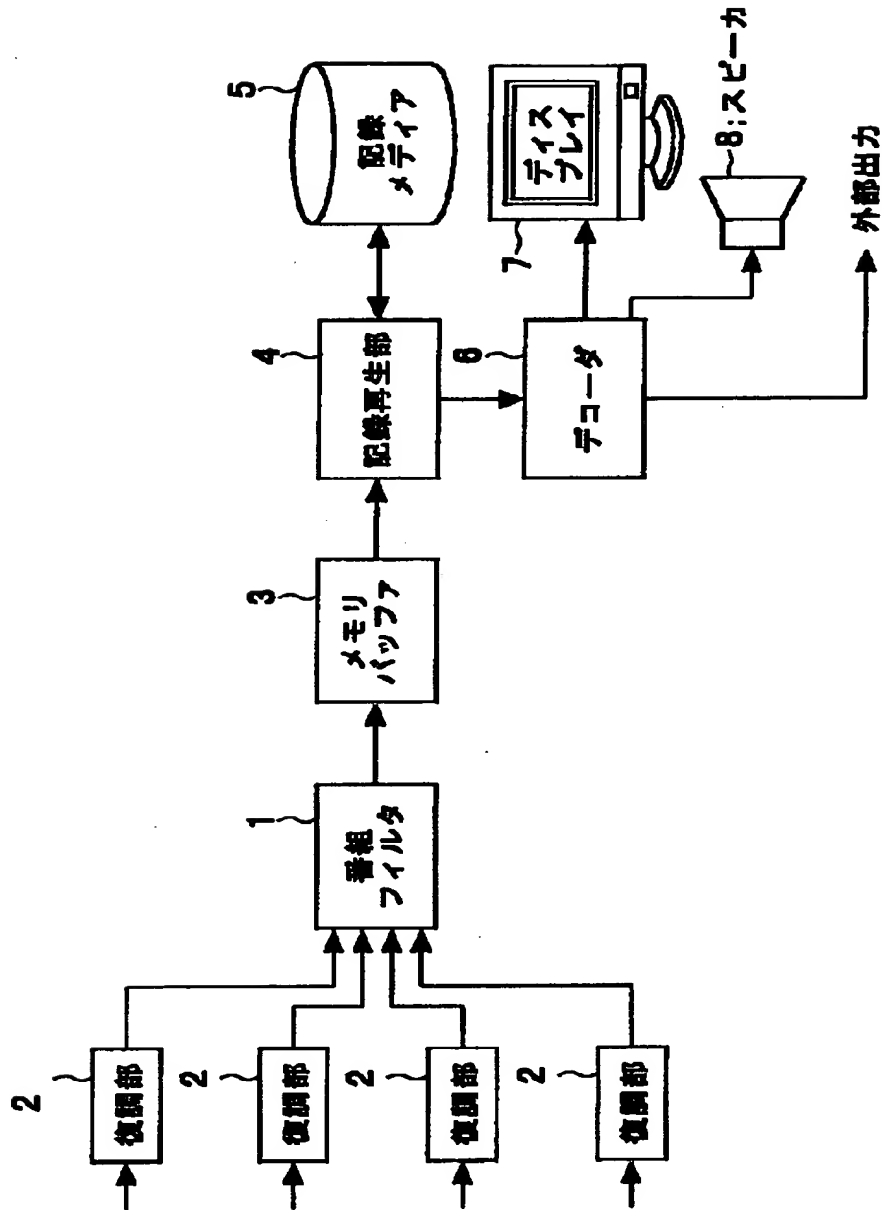 2
復調部
2
復調部
2
復調部
2
復調部
1
番組
フィルタ
3
メモリ
バッファ
4
記録再生部
5
記録
メディア
6
デコーダ
7
ディス
プレイ
8:スピーカ
外部出力